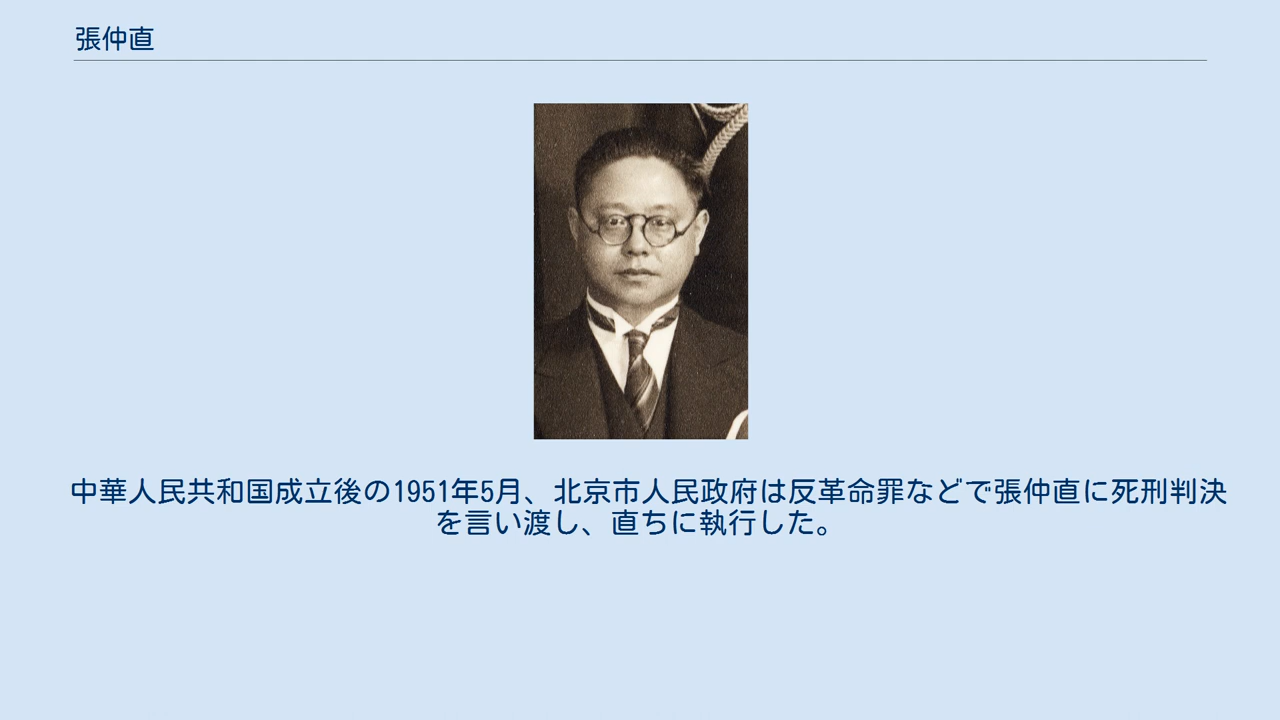 張仲直
中華人民共和国成立後の1951年5月、北京市人民政府は反革命罪などで張仲直に死刑判決
を言い渡し、直ちに執行した。